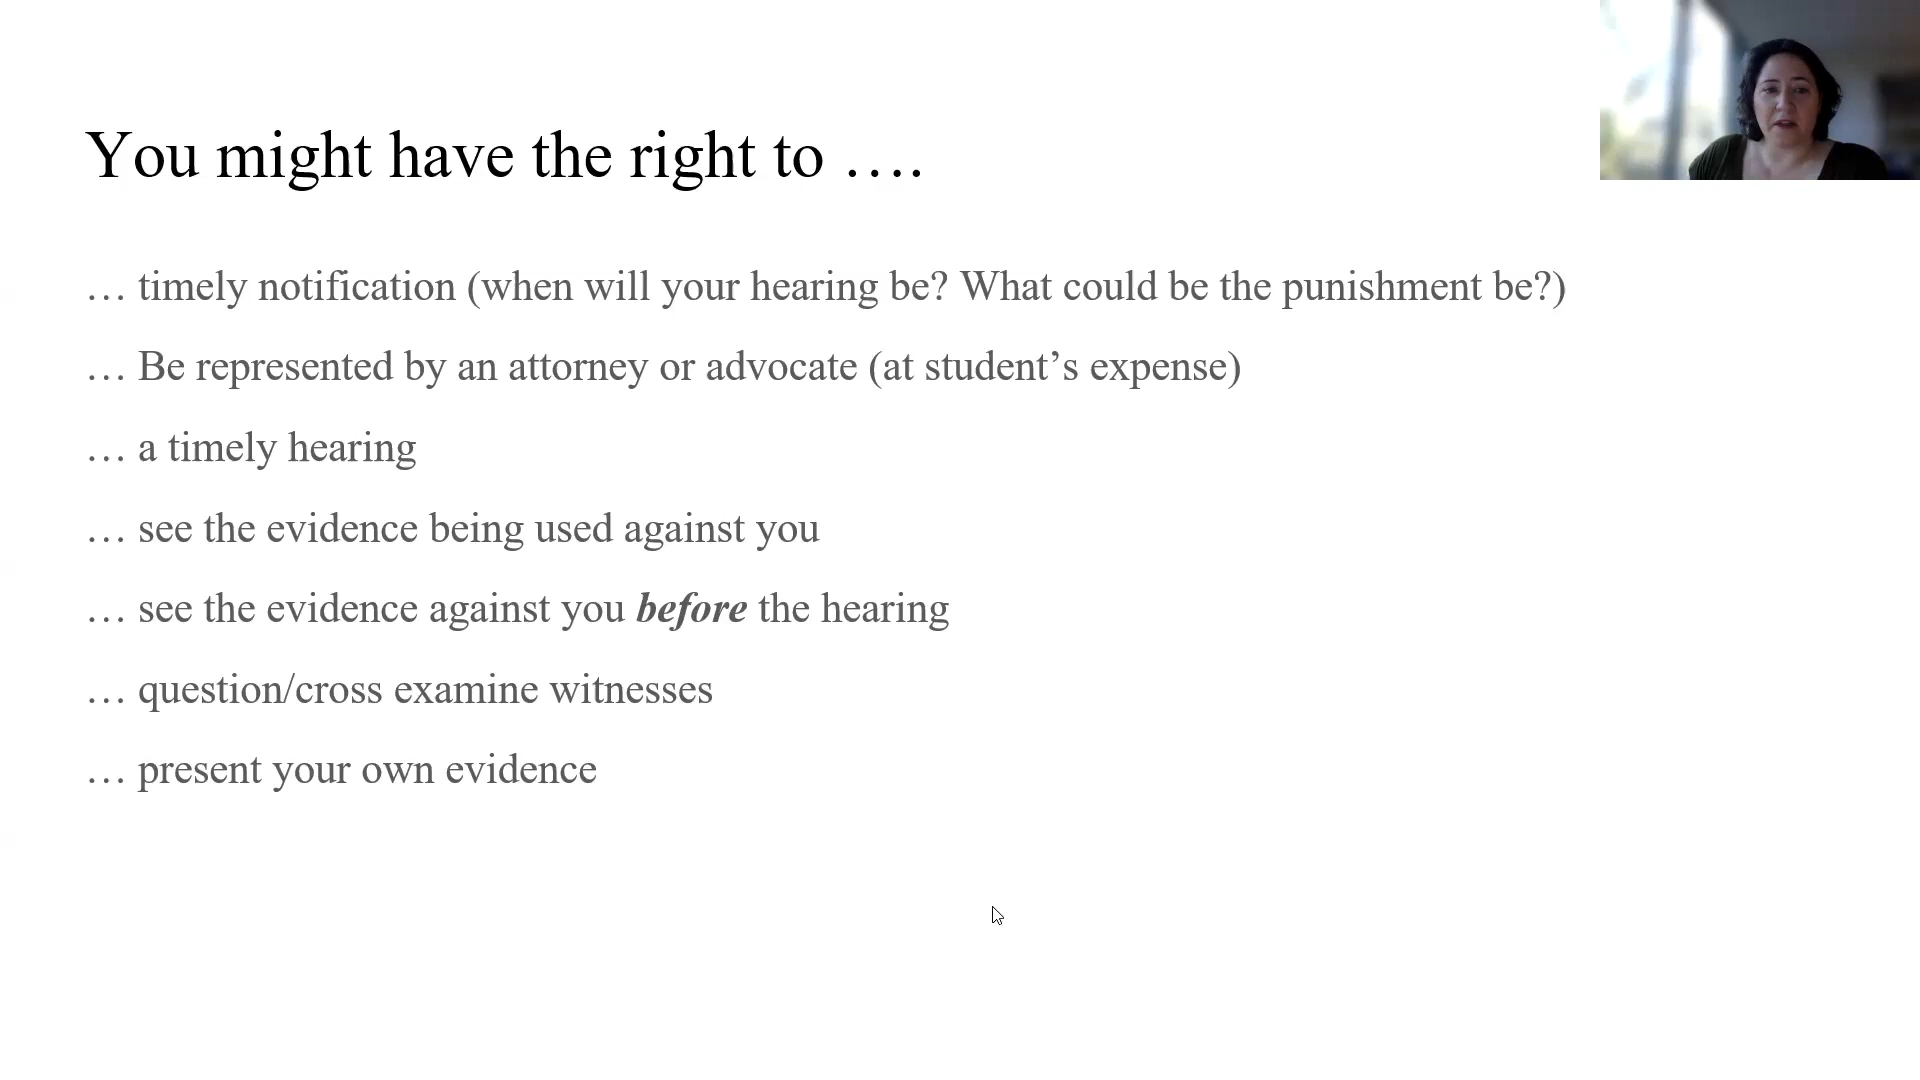 You might have the right to ….
… timely notification (when will your hearing be? What could be the punishment be?)
… Be represented by an attorney or advocate (at student’s expense)
… a timely hearing
… see the evidence being used against you
… see the evidence against you before the hearing
… question/cross examine witnesses
… present your own evidence